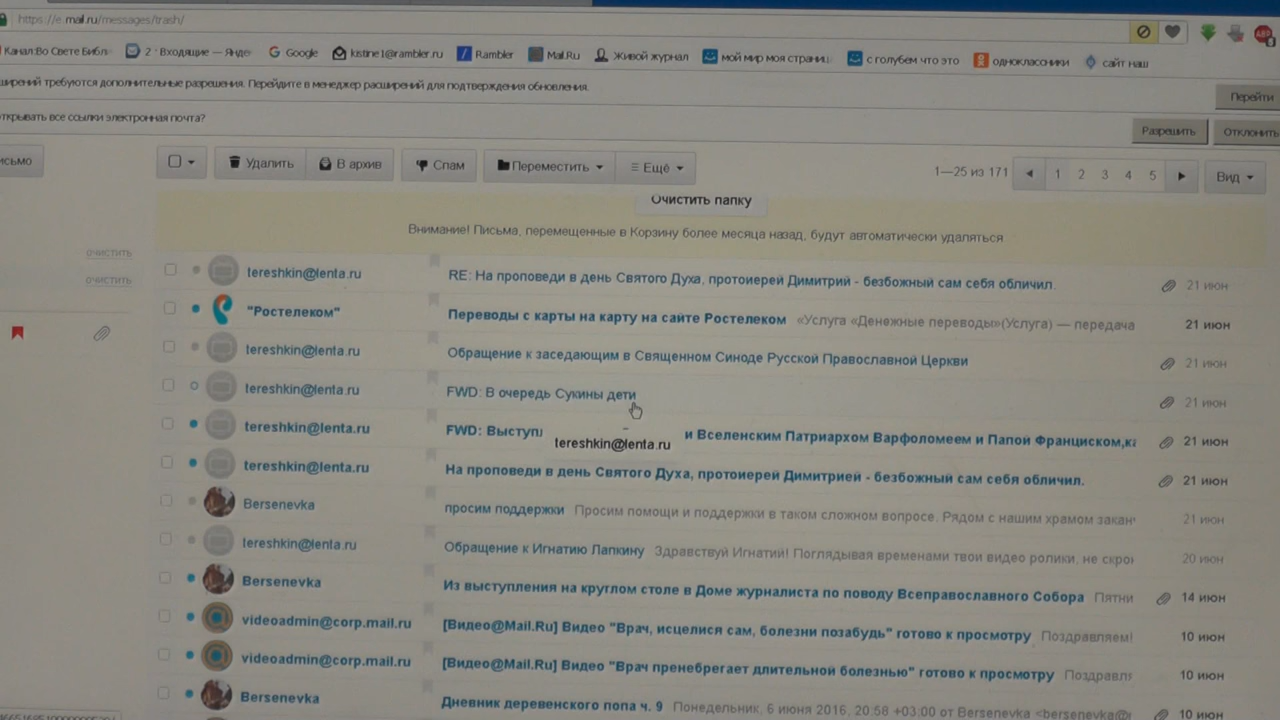 https://e.mail.ru/messages/trash/
Канал:Во Свете Библ 2 · Входящие — Янде Google kistine1@rambler.ru Rambler Mail.Ru Живой журнал мой мир моя страниц с голубем что это одноклассники сайт наш
ширений требуются дополнительные разрешения. Перейдите в менеджер расширений для подтверждения обновления.
Перейти
ткрывать все ссылки электронная почта?
Разрешить Отклонить
исьмо Удалить В архив Спам Переместить Ещё 1—25 из 171 1 2 3 4 5 Вид
Очистить папку
Внимание! Письма, перемещенные в Корзину более месяца назад, будут автоматически удаляться
очистить
очистить
tereshkin@lenta.ru RE: На проповеди в день Святого Духа, протоиерей Димитрий - безбожный сам себя обличил. 21 июн
"Ростелеком" Переводы с карты на карту на сайте Ростелеком «Услуга «Денежные переводы»(Услуга) — передача 21 июн
tereshkin@lenta.ru Обращение к заседающим в Священном Синоде Русской Православной Церкви 21 июн
tereshkin@lenta.ru FWD: В очередь Сукины дети 21 июн
tereshkin@lenta.ru FWD: Выступ и Вселенским Патриархом Варфоломеем и Папой Франциском,ка 21 июн
tereshkin@lenta.ru
tereshkin@lenta.ru На проповеди в день Святого Духа, протоиерей Димитрией - безбожный сам себя обличил. 21 июн
Bersenevka просим поддержки Просим помощи и поддержки в таком сложном вопросе. Рядом с нашим храмом закан 21 июн
tereshkin@lenta.ru Обращение к Игнатию Лапкину Здравствуй Игнатий! Поглядывая временами твои видео ролики, не скро 20 июн
Bersenevka Из выступления на круглом столе в Доме журналиста по поводу Всеправославного Собора Пятни 14 июн
videoadmin@corp.mail.ru [Видео@Mail.Ru] Видео "Врач, исцелися сам, болезни позабудь" готово к просмотру Поздравляем! 10 июн
videoadmin@corp.mail.ru [Видео@Mail.Ru] Видео "Врач пренебрегает длительной болезнью" готово к просмотру Поздравля 10 июн
Bersenevka Дневник деревенского попа ч. 9 Понедельник, 6 июня 2016, 20:58 +03:00 от Bersenevka <bersenevka@ 10 июн